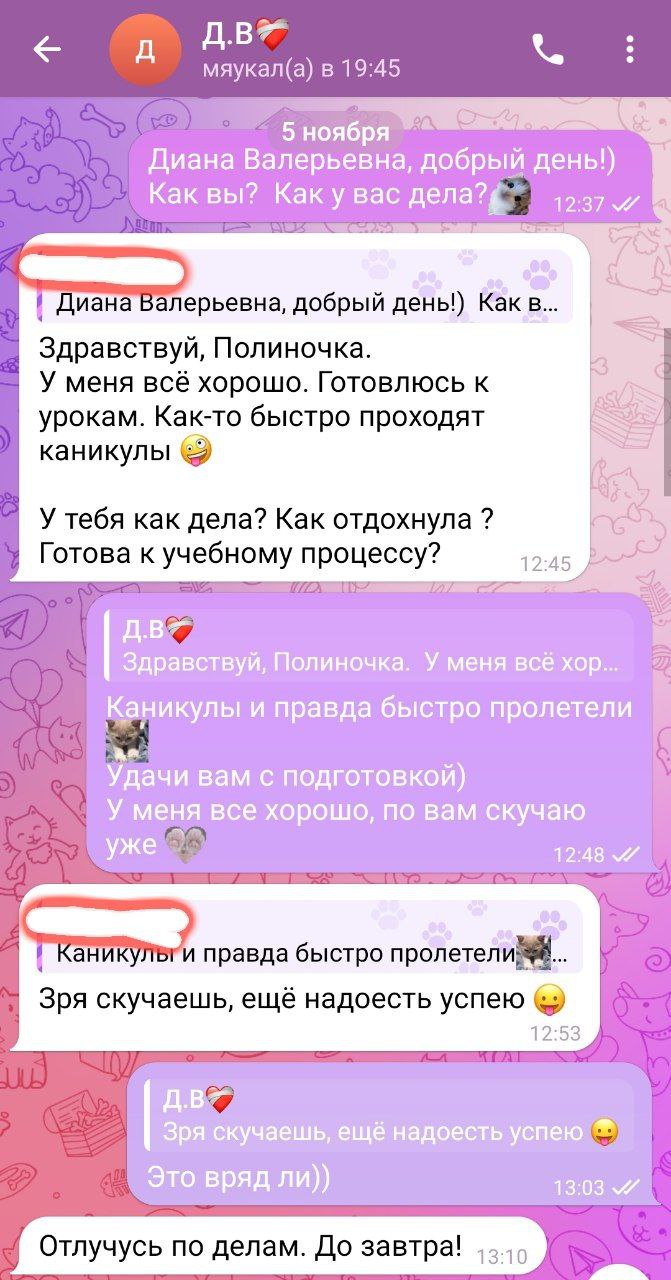 Д.В❤️‍🩹
Д
мяукал(а) в 19:45
5 ноября
Диана Валерьевна, добрый день!)
Как вы? Как у вас дела?
12:37
Диана Валерьевна, добрый день!) Как в...
Здравствуй, Полиночка.
У меня всё хорошо. Готовлюсь к
урокам. Как-то быстро проходят
каникулы 🤪
У тебя как дела? Как отдохнула ?
Готова к учебному процессу?
12:45
Д.В❤️‍🩹
Здравствуй, Полиночка. У меня всё хор...
Каникулы и правда быстро пролетели
Удачи вам с подготовкой)
У меня все хорошо, по вам скучаю
уже
12:48
Каникулы и правда быстро пролетели...
Зря скучаешь, ещё надоесть успею 😛
12:53
Д.В❤️‍🩹
Зря скучаешь, ещё надоесть успею 😛
Это вряд ли))
13:03
Отлучусь по делам. До завтра!
13:10